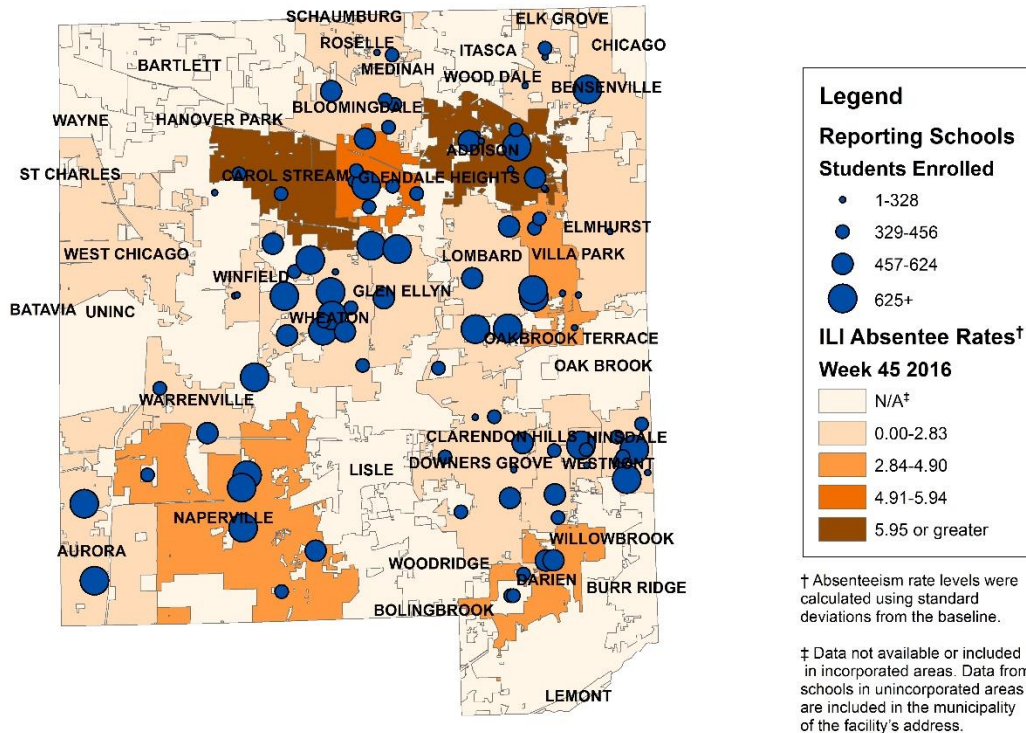 SCHAUMBURG
ELK GROVE
ROSELLE
ITASCA
CHICAGO
MEDINAH
BARTLETT
WOOD DALE
BENSENVILLE
BLOOMINGDALE
HANOVER PARK
WAYNE
ADDISON
ST CHARLES
CAROL STREAM
GLENDALE HEIGHTS
ELMHURST
WEST CHICAGO
LOMBARD
VILLA PARK
WINFIELD
GLEN ELLYN
BATAVIA
UNINC
WHEATON
OAKBROOK TERRACE
OAK BROOK
WARRENVILLE
CLARENDON HILLS
HINSDALE
LISLE
DOWNERS GROVE
WESTMONT
NAPERVILLE
WILLOWBROOK
AURORA
WOODRIDGE
DARIEN
BURR RIDGE
BOLINGBROOK
LEMONT
Legend
Reporting Schools
Students Enrolled
1-328
329-456
457-624
625+
ILI Absentee Rates†
Week 45 2016
N/A‡
0.00-2.83
2.84-4.90
4.91-5.94
5.95 or greater
† Absenteeism rate levels were
calculated using standard
deviations from the baseline.
‡ Data not available or included
in incorporated areas. Data from
schools in unincorporated areas
are included in the municipality
of the facility's address.